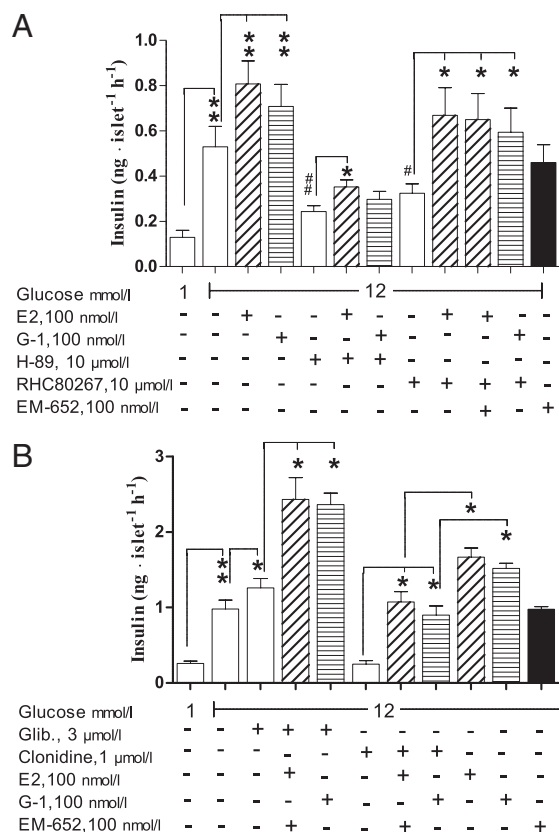 A
** ** ** ## * # * * *
Insulin (ng · islet⁻¹ h⁻¹)
1.0
0.8
0.6
0.4
0.2
0.0
Glucose mmol/l 1 12
E2,100 nmol/l - - + - - + - - + + - -
G-1,100 nmol/l - - - + - - + - - - + -
H-89, 10 µmol/l - - - - + + + - - - - -
RHC80267,10 µmol/l - - - - - - - + + + + -
EM-652,100 nmol/l - - - - - - - - - + - +
B
** * * * * * * *
Insulin (ng · islet⁻¹ h⁻¹)
3
2
1
0
Glucose mmol/l 1 12
Glib., 3 µmol/l - - + + + - - - - - -
Clonidine,1 µmol/l - - - - - + + + - - -
E2,100 nmol/l - - - + - - + - + - -
G-1,100 nmol/l - - - - + - - + - + -
EM-652,100 nmol/l - - - + - - + - - - +